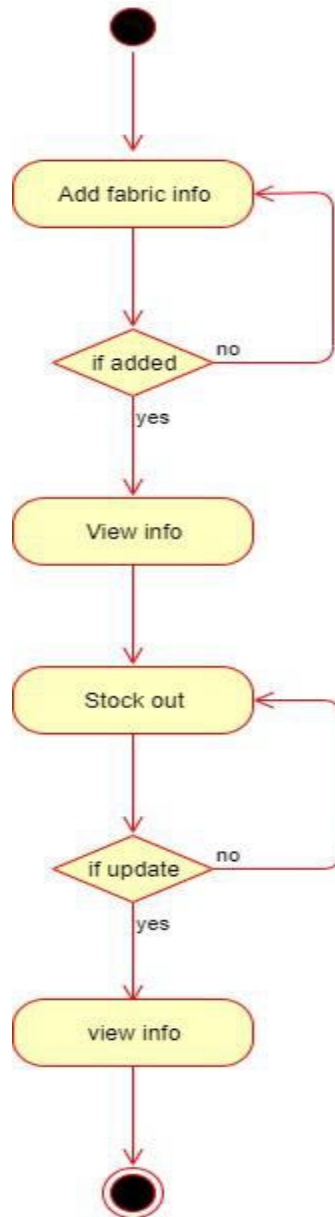 Add fabric info
if added
no
yes
View info
Stock out
if update
no
yes
view info